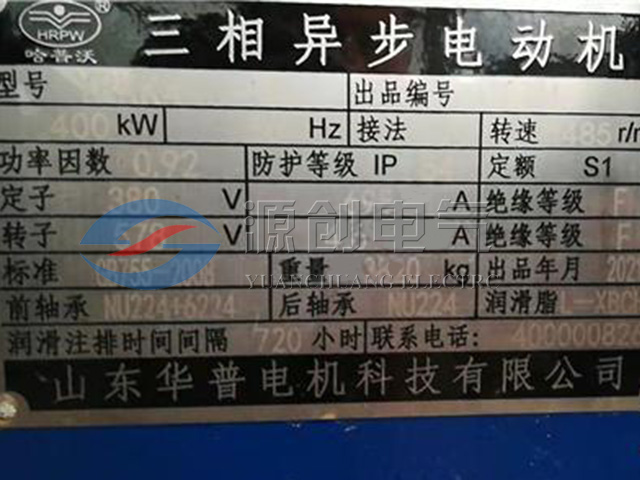 HRPW ®
哈普沃
三相异步电动机
型号 出品编号
400 kW Hz 接法 转速 485
功率因数 0.92 防护等级 IP 定额 S1
定子 380 V A 绝缘等级 F
转子 V A 绝缘等级 F
标准 重量 kg 出品年月
前轴承 NU224+6224 后轴承 NU224 润滑脂
润滑注排时间间隔 720 小时 联系电话:
山东华普电机科技有限公司
源创电气
YUANCHUANG ELECTRIC